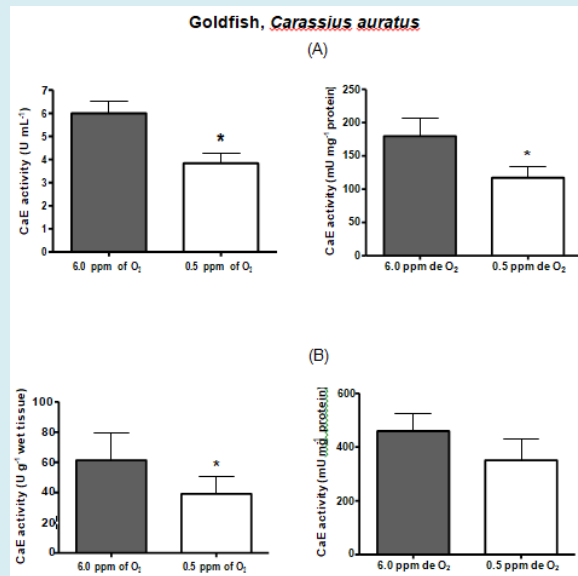 Goldfish, Carassius auratus
(A)
CaE activity (U mL-1)
7
6
5
4
3
2
1
0
*
6.0 ppm of O2
0.5 ppm of O2
CaE activity (mU mg-1 protein)
250
200
150
100
50
0
*
6.0 ppm de O2
0.5 ppm de O2
(B)
CaE activity (U g-1 wet tissue)
100
80
60
40
20
0
*
6.0 ppm of O2
0.5 ppm of O2
CaE activity (mU mg-1 protein)
600
400
200
0
6.0 ppm de O2
0.5 ppm de O2